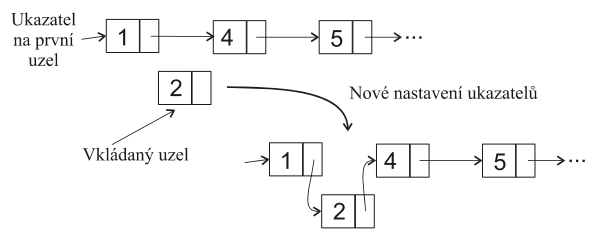 Ukazatel
na první
uzel
1 4 5 ...
2
Nové nastavení ukazatelů
Vkládaný uzel
1 4 5 ...
2